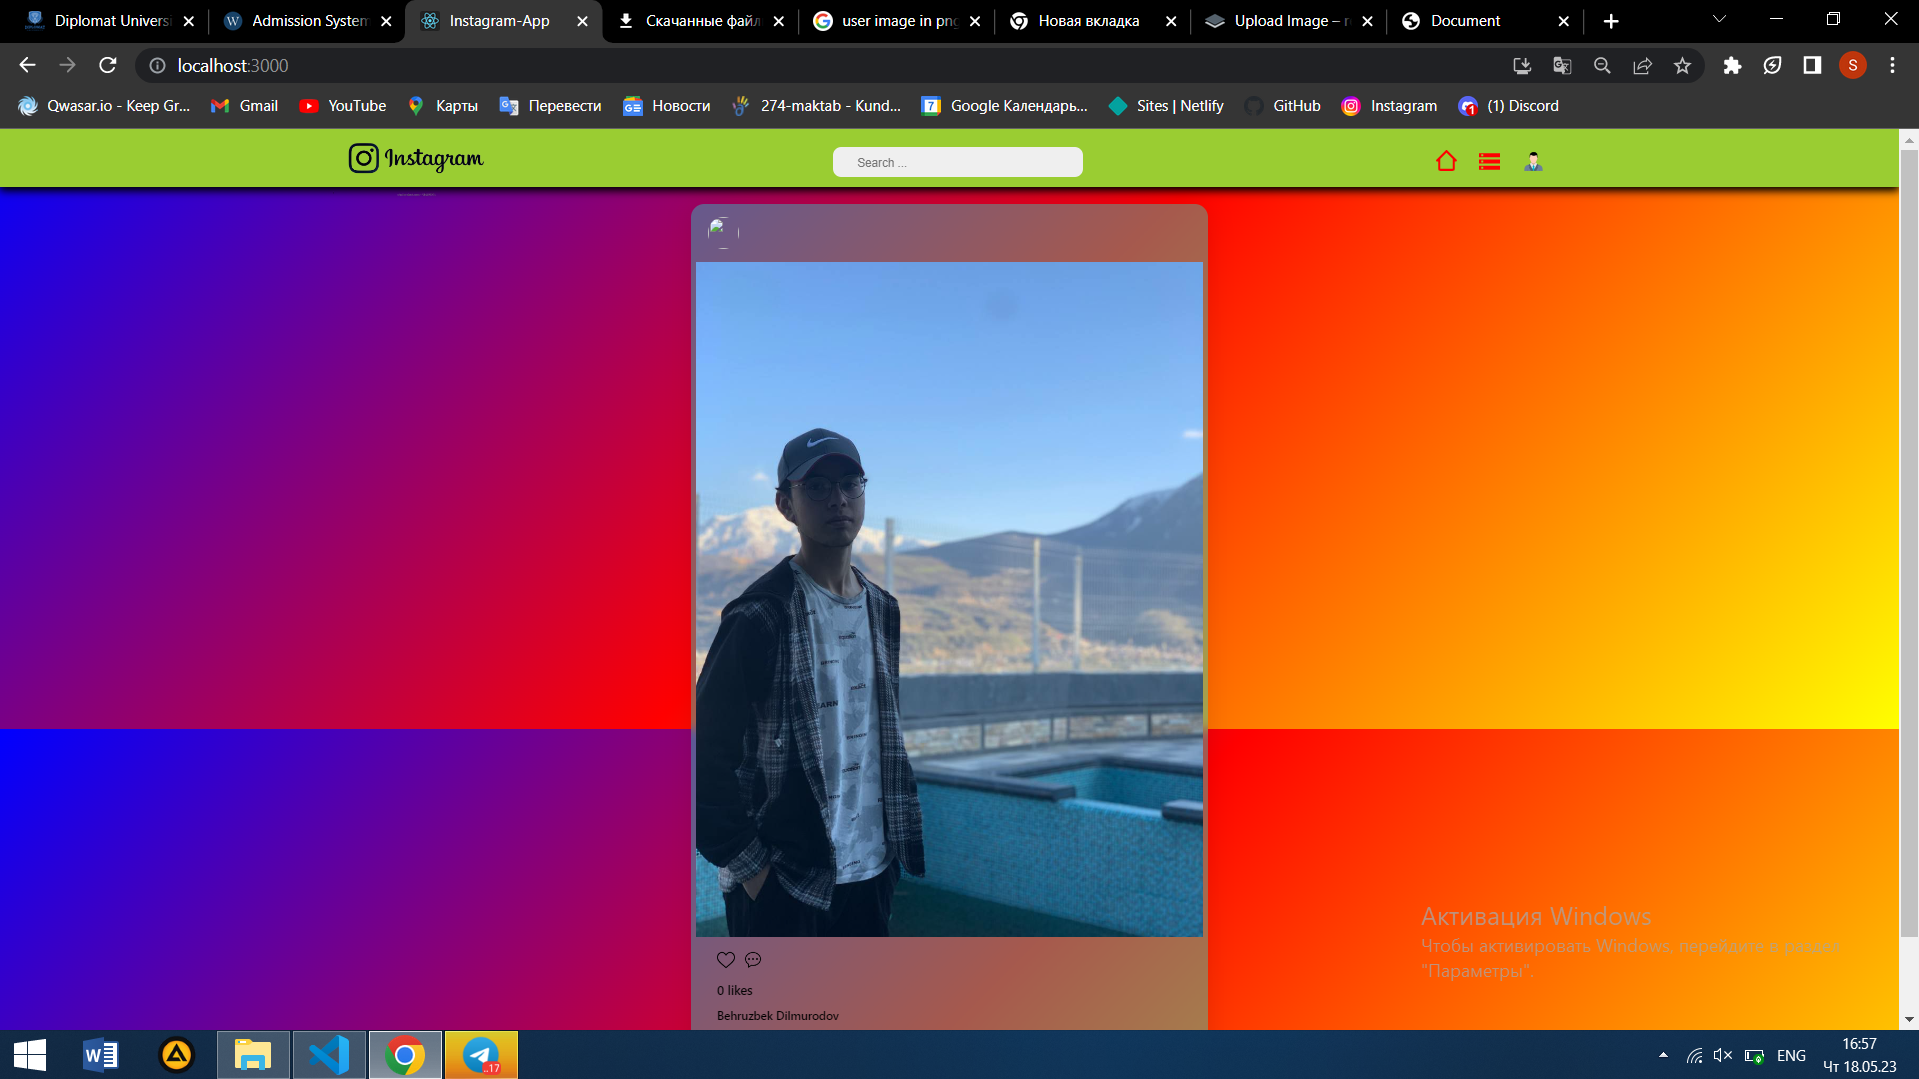 Diplomat Universi
Admission System
Instagram-App
Скачанные файл
user image in png
Новая вкладка
Upload Image – r
Document
localhost:3000
S
Qwasar.io - Keep Gr...
Gmail
YouTube
Карты
Перевести
Новости
274-maktab - Kund...
7
Google Календарь...
Sites | Netlify
GitHub
Instagram
1
(1) Discord
Instagram
Search ...
0 likes
Behruzbek Dilmurodov
Активация Windows
Чтобы активировать Windows, перейдите в раздел
"Параметры".
..17
ENG
16:57
Чт 18.05.23